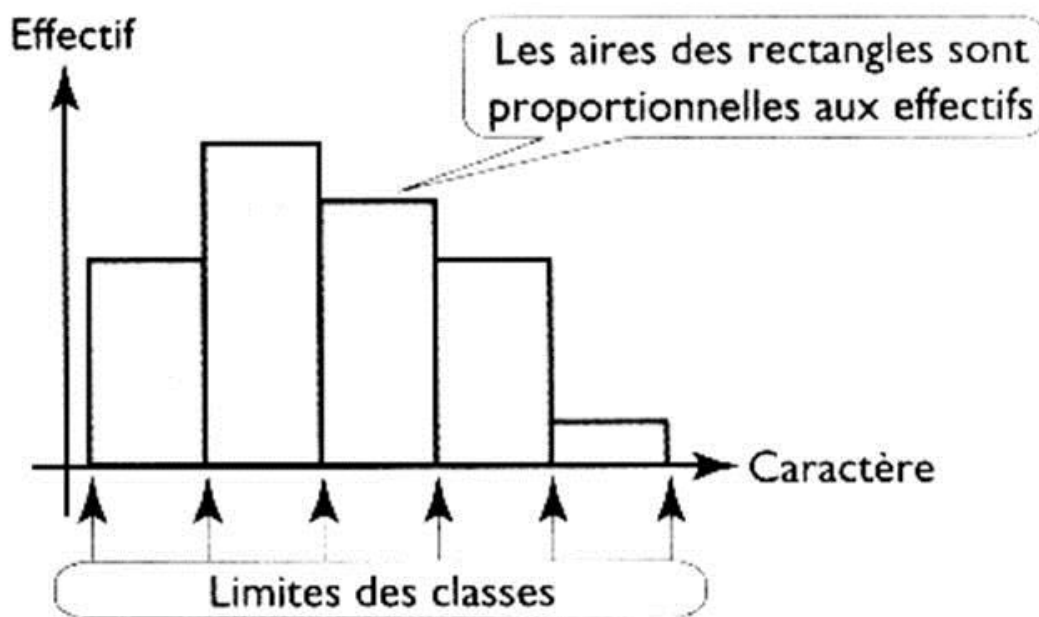 Effectif
Les aires des rectangles sont
proportionnelles aux effectifs
Caractère
Limites des classes